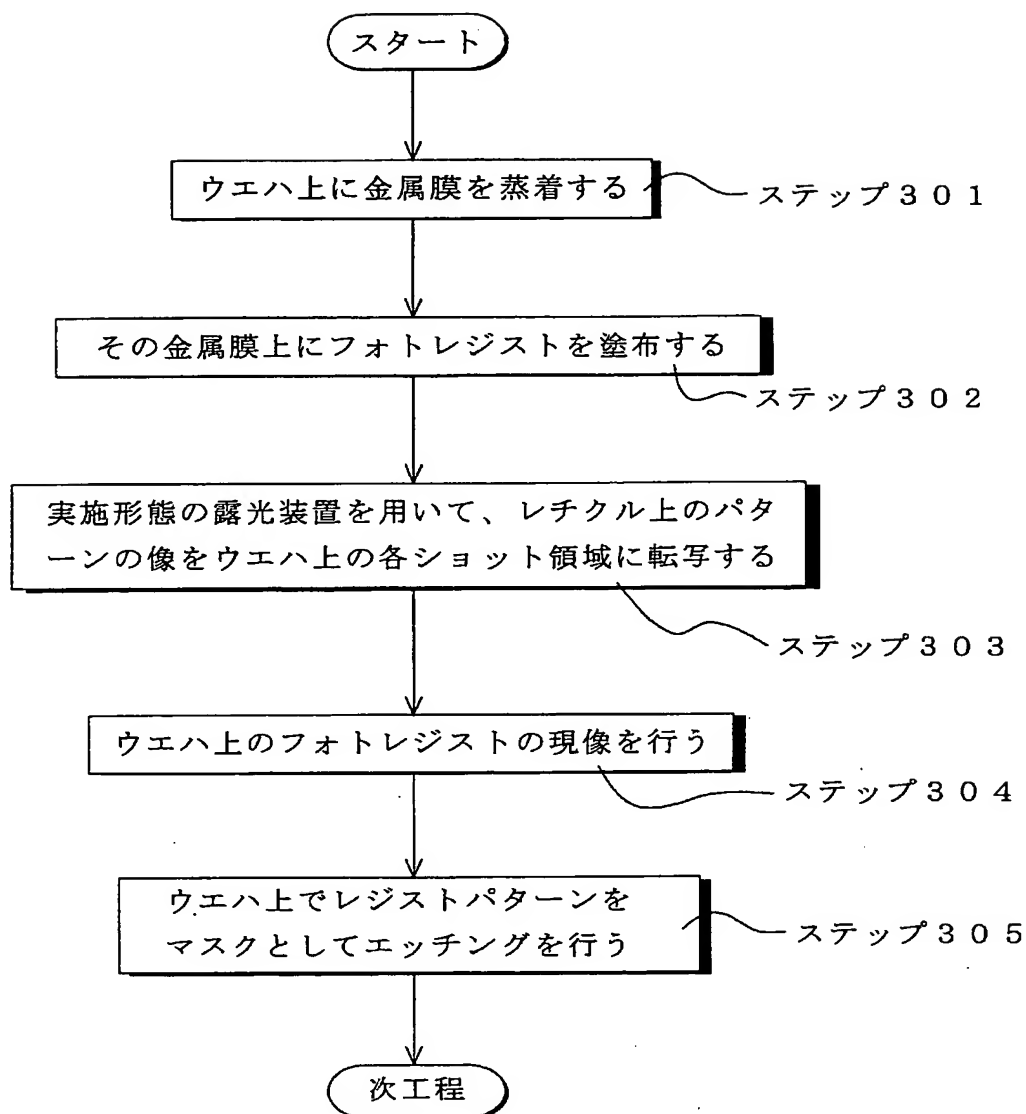 スタート
ウエハ上に金属膜を蒸着する
ステップ３０１
その金属膜上にフォトレジストを塗布する
ステップ３０２
実施形態の露光装置を用いて、レチクル上のパタ
ーンの像をウエハ上の各ショット領域に転写する
ステップ３０３
ウエハ上のフォトレジストの現像を行う
ステップ３０４
ウエハ上でレジストパターンを
マスクとしてエッチングを行う
ステップ３０５
次工程